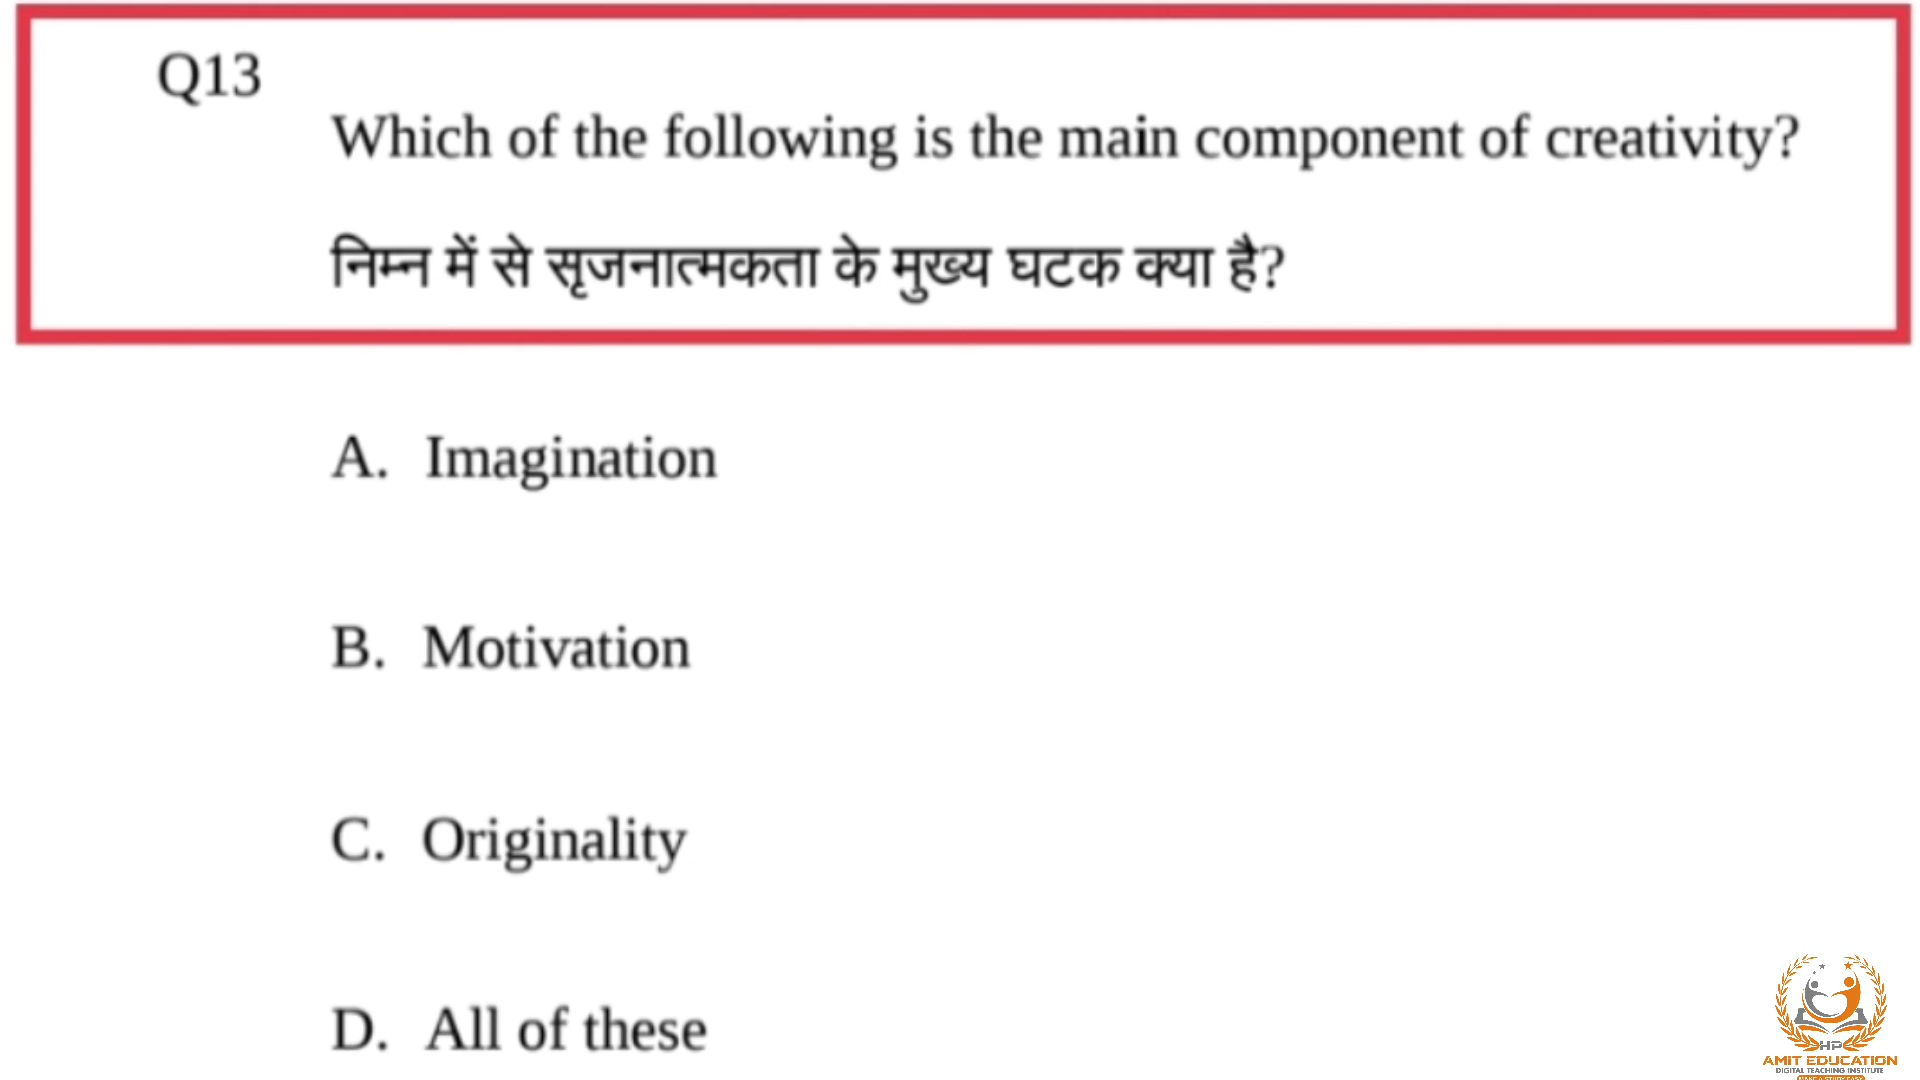 Q13
Which of the following is the main component of creativity?
निम्न में से सृजनात्मकता के मुख्य घटक क्या है?
A. Imagination
B. Motivation
C. Originality
D. All of these
HP
AMIT EDUCATION
DIGITAL TEACHING INSTITUTE